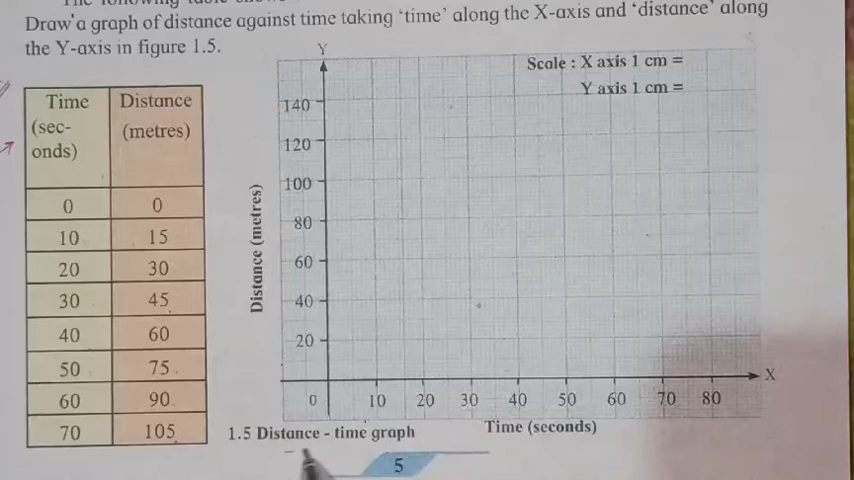 The following table
Draw a graph of distance against time taking ‘time’ along the X-axis and ‘distance’ along
the Y-axis in figure 1.5.
Time
(sec-
onds)
Distance
(metres)
0 0
10 15
20 30
30 45
40 60
50 75
60 90
70 105
Y
Scale : X axis 1 cm =
Y axis 1 cm =
140
120
100
80
60
40
20
Distance (metres)
0 10 20 30 40 50 60 70 80
X
Time (seconds)
1.5 Distance - time graph
5